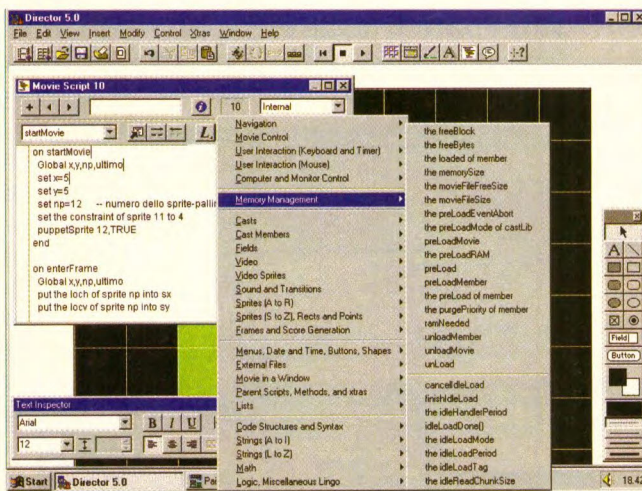 Director 5.0
File Edit View Insert Modify Control Xtras Window Help
Movie Script 10
10 Internal
startMovie
L
on startMovie
Global x,y,np,ultimo
set x=5
set y=5
set np=12 -- numero dello sprite-pallin
set the constraint of sprite 11 to 4
puppetSprite 12,TRUE
end
on enterFrame
Global x,y,np,ultimo
put the loch of sprite np into sx
put the locv of sprite np into sy
Navigation
Movie Control
User Interaction (Keyboard and Timer)
User Interaction (Mouse)
Computer and Monitor Control
Memory Management
Casts
Cast Members
Fields
Video
Video Sprites
Sound and Transitions
Sprites (A to R)
Sprites (S to Z), Rects and Points
Frames and Score Generation
Menus, Date and Time, Buttons, Shapes
External Files
Movie in a Window
Parent Scripts, Methods, and xtras
Lists
Code Structures and Syntax
Strings (A to I)
Strings (L to Z)
Math
Logic, Miscellaneous Lingo
the freeBlock
the freeBytes
the loaded of member
the memorySize
the movieFileFreeSize
the movieFileSize
the preLoadEventAbort
the preLoadMode of castLib
preLoadMovie
the preLoadRAM
preLoad
preLoadMember
the preLoad of member
the purgePriority of member
ramNeeded
unloadMember
unloadMovie
unLoad
cancelIdleLoad
finishIdleLoad
the idleHandlerPeriod
idleLoadDone()
the idleLoadMode
the idleLoadPeriod
the idleLoadTag
the idleReadChunkSize
A
Field
Button
Text Inspector
Arial
B I U
12
Start Director 5.0 Pa